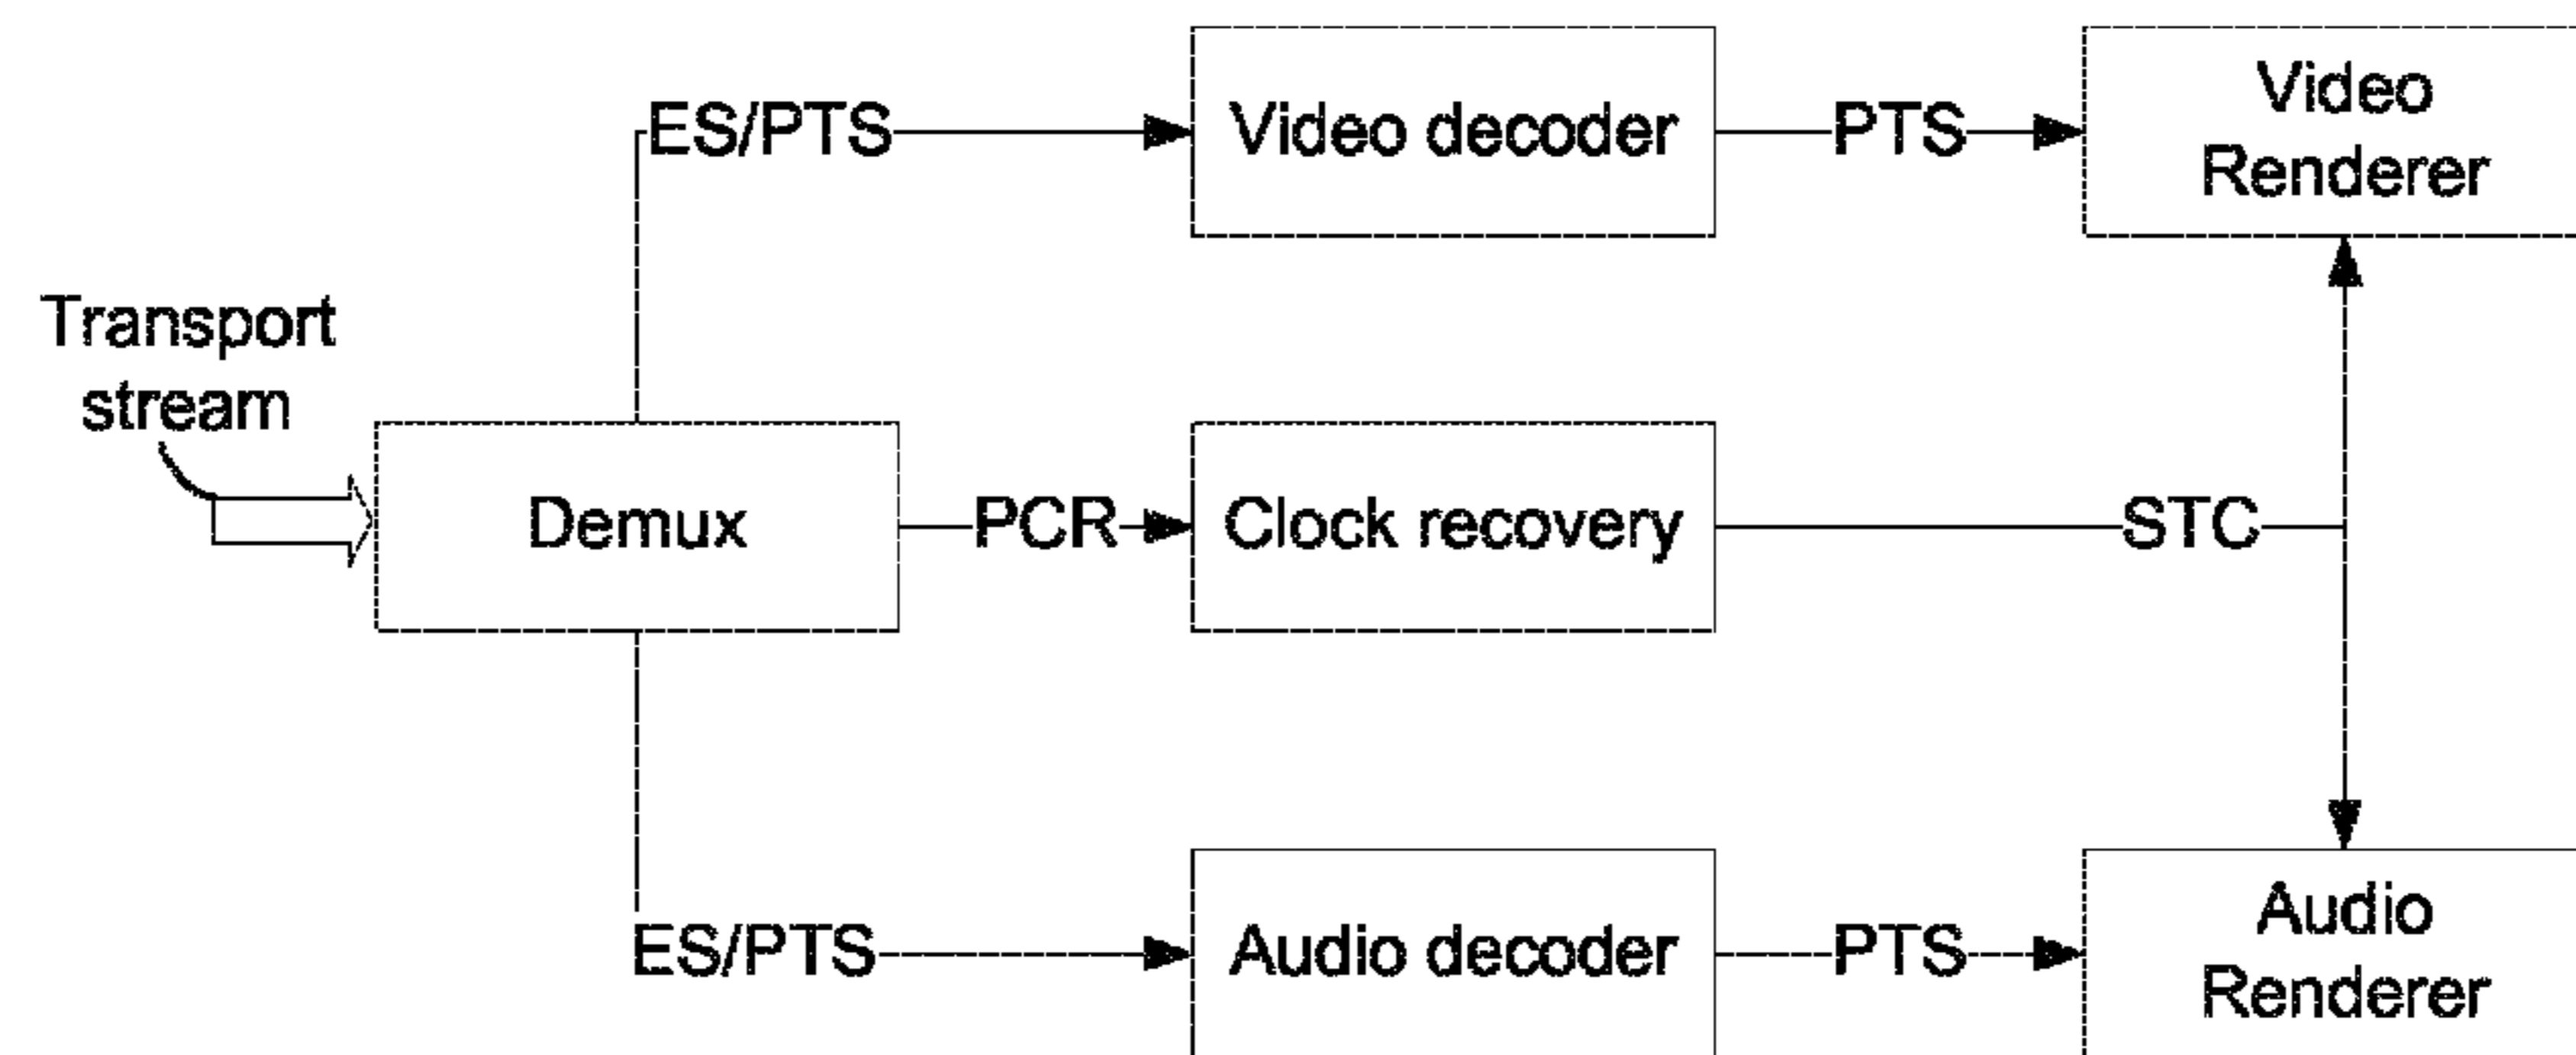 ES/PTS
Video decoder
PTS
Video
Renderer
Transport
stream
Demux
PCR
Clock recovery
STC
ES/PTS
Audio decoder
PTS
Audio
Renderer